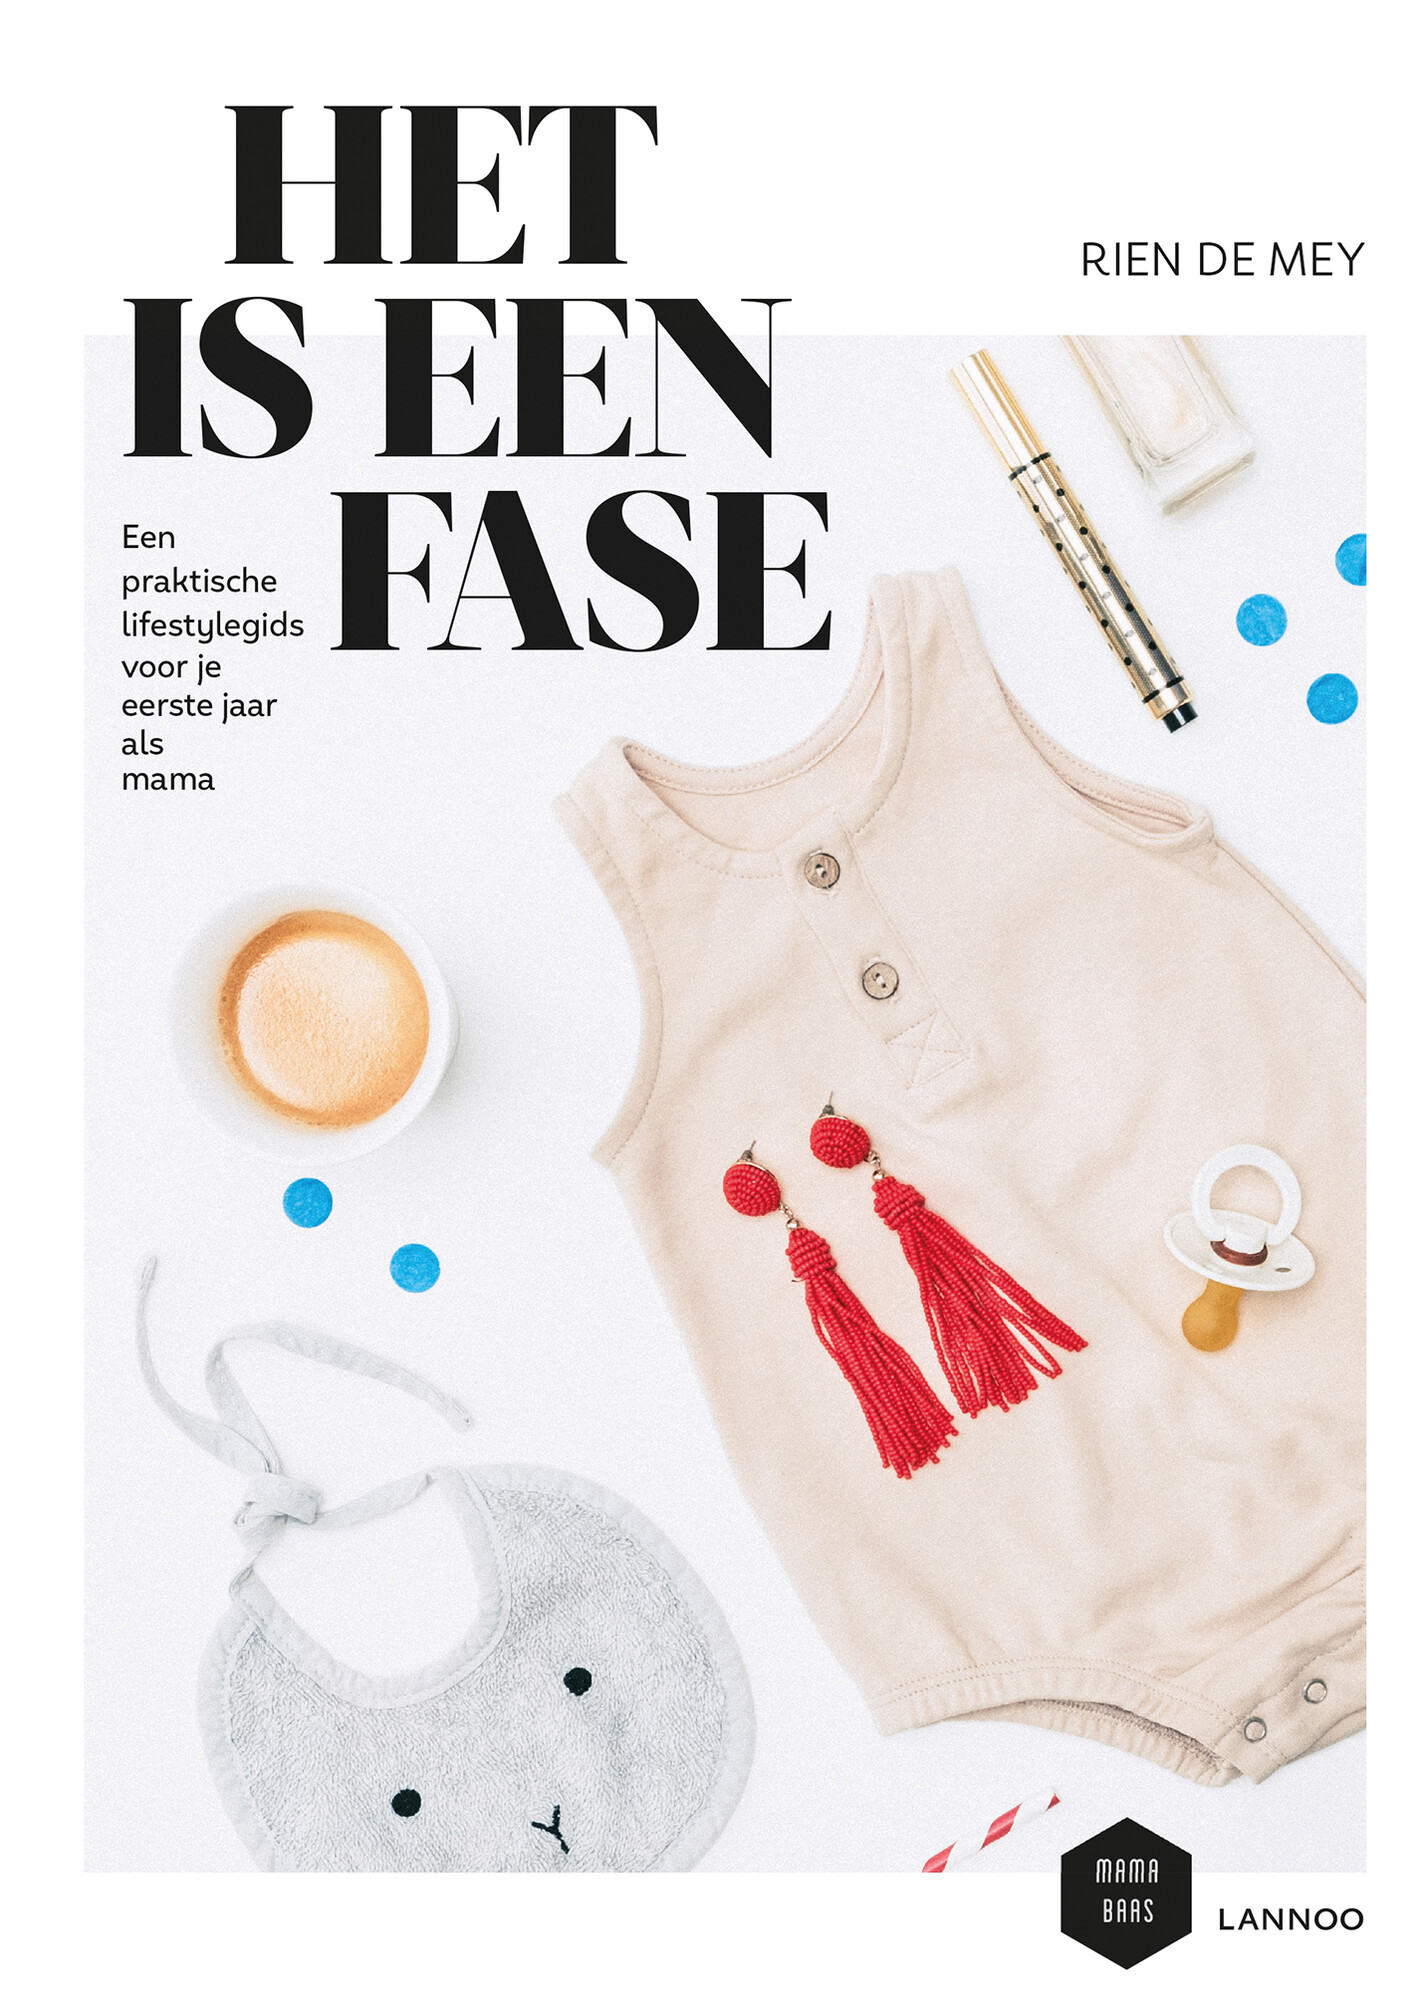 HET
IS EEN
FASE
RIEN DE MEY
Een
praktische
lifestylegids
voor je
eerste jaar
als
mama
MAMA
BAAS
LANNOO